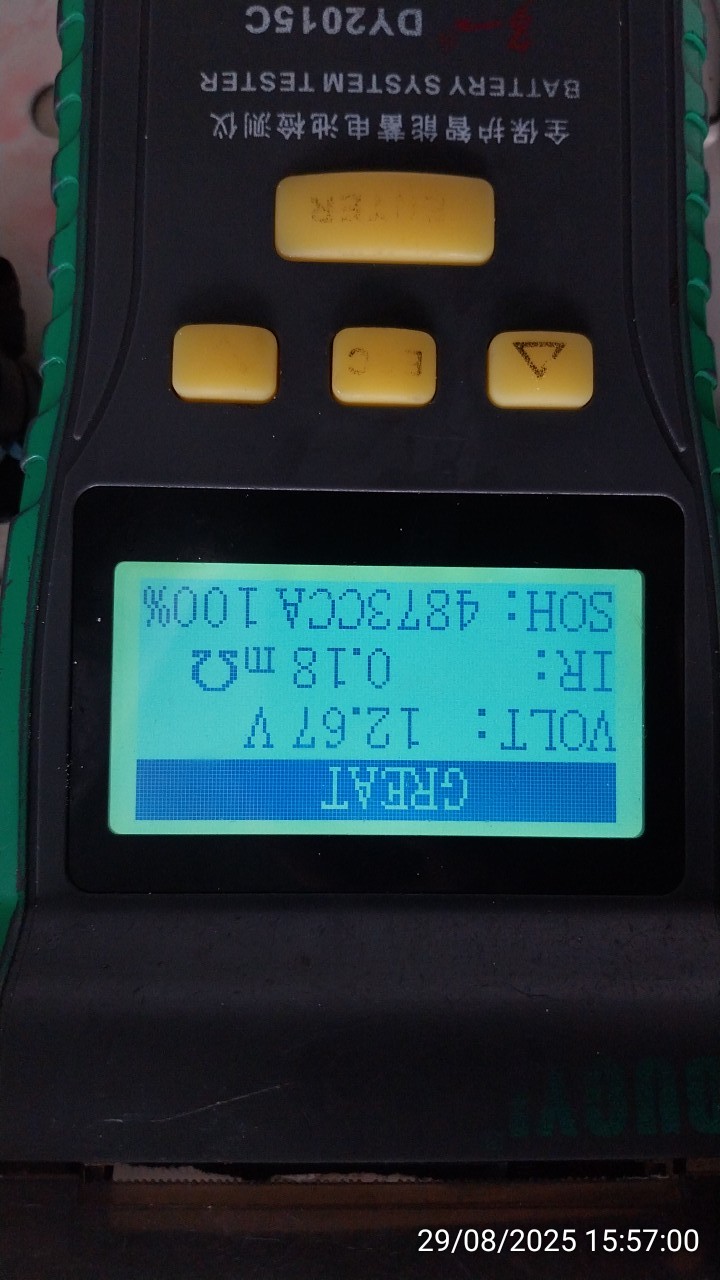 GREAT
VOLT: 12.67 V
IR: 0.18 mΩ
SOH: 4873CCA 100%
ENTER
全保护智能蓄电池检测仪
BATTERY SYSTEM TESTER
DY2015C
29/08/2025 15:57:00